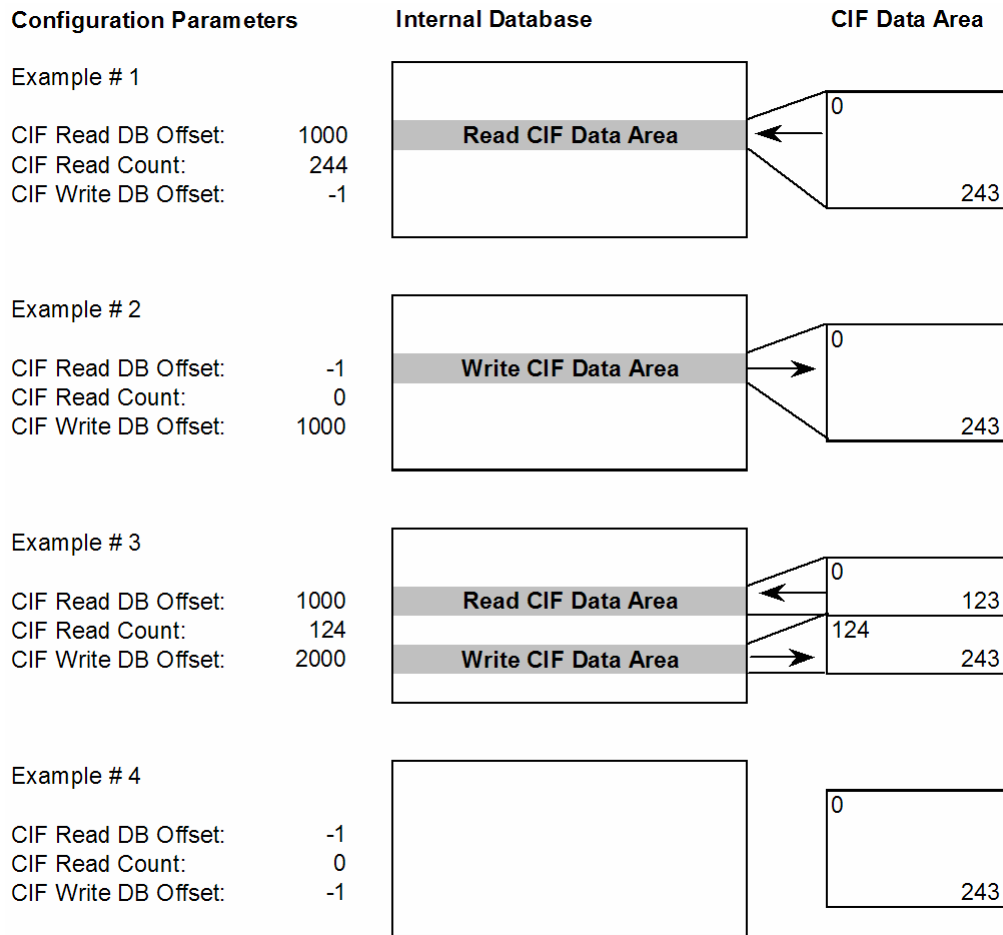 Configuration Parameters Internal Database CIF Data Area
Example # 1
0
CIF Read DB Offset: 1000 Read CIF Data Area
CIF Read Count: 244
CIF Write DB Offset: -1 243
Example # 2
0
CIF Read DB Offset: -1 Write CIF Data Area
CIF Read Count: 0
CIF Write DB Offset: 1000 243
Example # 3
0
CIF Read DB Offset: 1000 Read CIF Data Area 123
CIF Read Count: 124 124
CIF Write DB Offset: 2000 Write CIF Data Area 243
Example # 4
0
CIF Read DB Offset: -1
CIF Read Count: 0
CIF Write DB Offset: -1 243